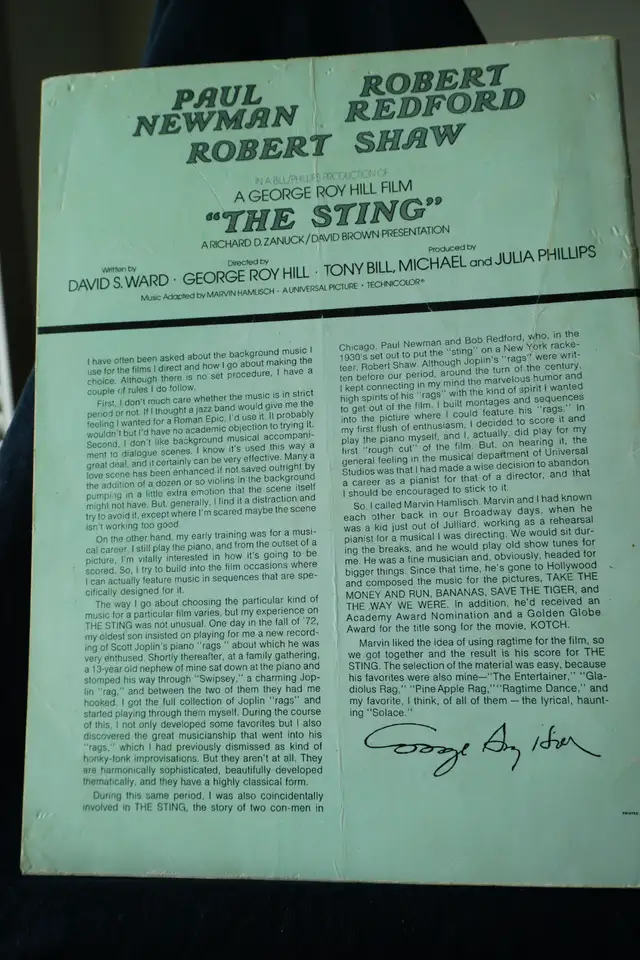 PAUL NEWMAN
ROBERT REDFORD
ROBERT SHAW
IN A BILL/PHILLIPS PRODUCTION OF
A GEORGE ROY HILL FILM
"THE STING"
A RICHARD D. ZANUCK/DAVID BROWN PRESENTATION
Written by
DAVID S. WARD ·
Directed by
GEORGE ROY HILL ·
Produced by
TONY BILL, MICHAEL and JULIA PHILLIPS
Music Adapted by MARVIN HAMLISCH · A UNIVERSAL PICTURE · TECHNICOLOR®
I have often been asked about the background music I
use for the films I direct and how I go about making the
choice. Although there is no set procedure, I have a
couple of rules I do follow.
First, I don't much care whether the music is in strict
period or not. If I thought a jazz band would give me the
feeling I wanted for a Roman Epic, I'd use it. It probably
wouldn't but I'd have no academic objection to trying it.
Second, I don't like background musical accompani-
ment to dialogue scenes. I know it's used this way a
great deal, and it certainly can be very effective. Many a
love scene has been enhanced if not saved outright by
the addition of a dozen or so violins in the background
pumping in a little extra emotion that the scene itself
might not have. But, generally, I find it a distraction and
try to avoid it, except where I'm scared maybe the scene
isn't working too good.
On the other hand, my early training was for a musi-
cal career. I still play the piano, and from the outset of a
picture, I'm vitally interested in how it's going to be
scored. So, I try to build into the film occasions where
I can actually feature music in sequences that are spe-
cifically designed for it.
The way I go about choosing the particular kind of
music for a particular film varies, but my experience on
THE STING was not unusual. One day in the fall of '72,
my oldest son insisted on playing for me a new record-
ing of Scott Joplin's piano "rags" about which he was
very enthused. Shortly thereafter, at a family gathering,
a 13-year old nephew of mine sat down at the piano and
stomped his way through "Swipsey," a charming Jop-
lin "rag," and between the two of them they had me
hooked. I got the full collection of Joplin "rags" and
started playing through them myself. During the course
of this, I not only developed some favorites but I also
discovered the great musicianship that went into his
"rags," which I had previously dismissed as kind of
honky-tonk improvisations. But they aren't at all. They
are harmonically sophisticated, beautifully developed
thematically, and they have a highly classical form.
During this same period, I was also coincidentally
involved in THE STING, the story of two con-men in
Chicago, Paul Newman and Bob Redford, who, in the
1930's set out to put the "sting" on a New York racke-
teer, Robert Shaw. Although Joplin's "rags" were writ-
ten before our period, around the turn of the century,
I kept connecting in my mind the marvelous humor and
high spirits of his "rags" with the kind of spirit I wanted
to get out of the film. I built montages and sequences
into the picture where I could feature his "rags." In
my first flush of enthusiasm, I decided to score it and
play the piano myself, and I, actually, did play for my
first "rough cut" of the film. But, on hearing it, the
general feeling in the musical department of Universal
Studios was that I had made a wise decision to abandon
a career as a pianist for that of a director, and that
I should be encouraged to stick to it.
So, I called Marvin Hamlisch. Marvin and I had known
each other back in our Broadway days, when he
was a kid just out of Julliard, working as a rehearsal
pianist for a musical I was directing. We would sit dur-
ing the breaks, and he would play old show tunes for
me. He was a fine musician and, obviously, headed for
bigger things. Since that time, he's gone to Hollywood
and composed the music for the pictures, TAKE THE
MONEY AND RUN, BANANAS, SAVE THE TIGER, and
THE WAY WE WERE. In addition, he'd received an
Academy Award Nomination and a Golden Globe
Award for the title song for the movie, KOTCH.
Marvin liked the idea of using ragtime for the film, so
we got together and the result is his score for THE
STING. The selection of the material was easy, because
his favorites were also mine—"The Entertainer," "Gla-
diolus Rag," "Pine Apple Rag," "Ragtime Dance," and
my favorite, I think, of all of them — the lyrical, haunt-
ing "Solace."
George Roy Hill